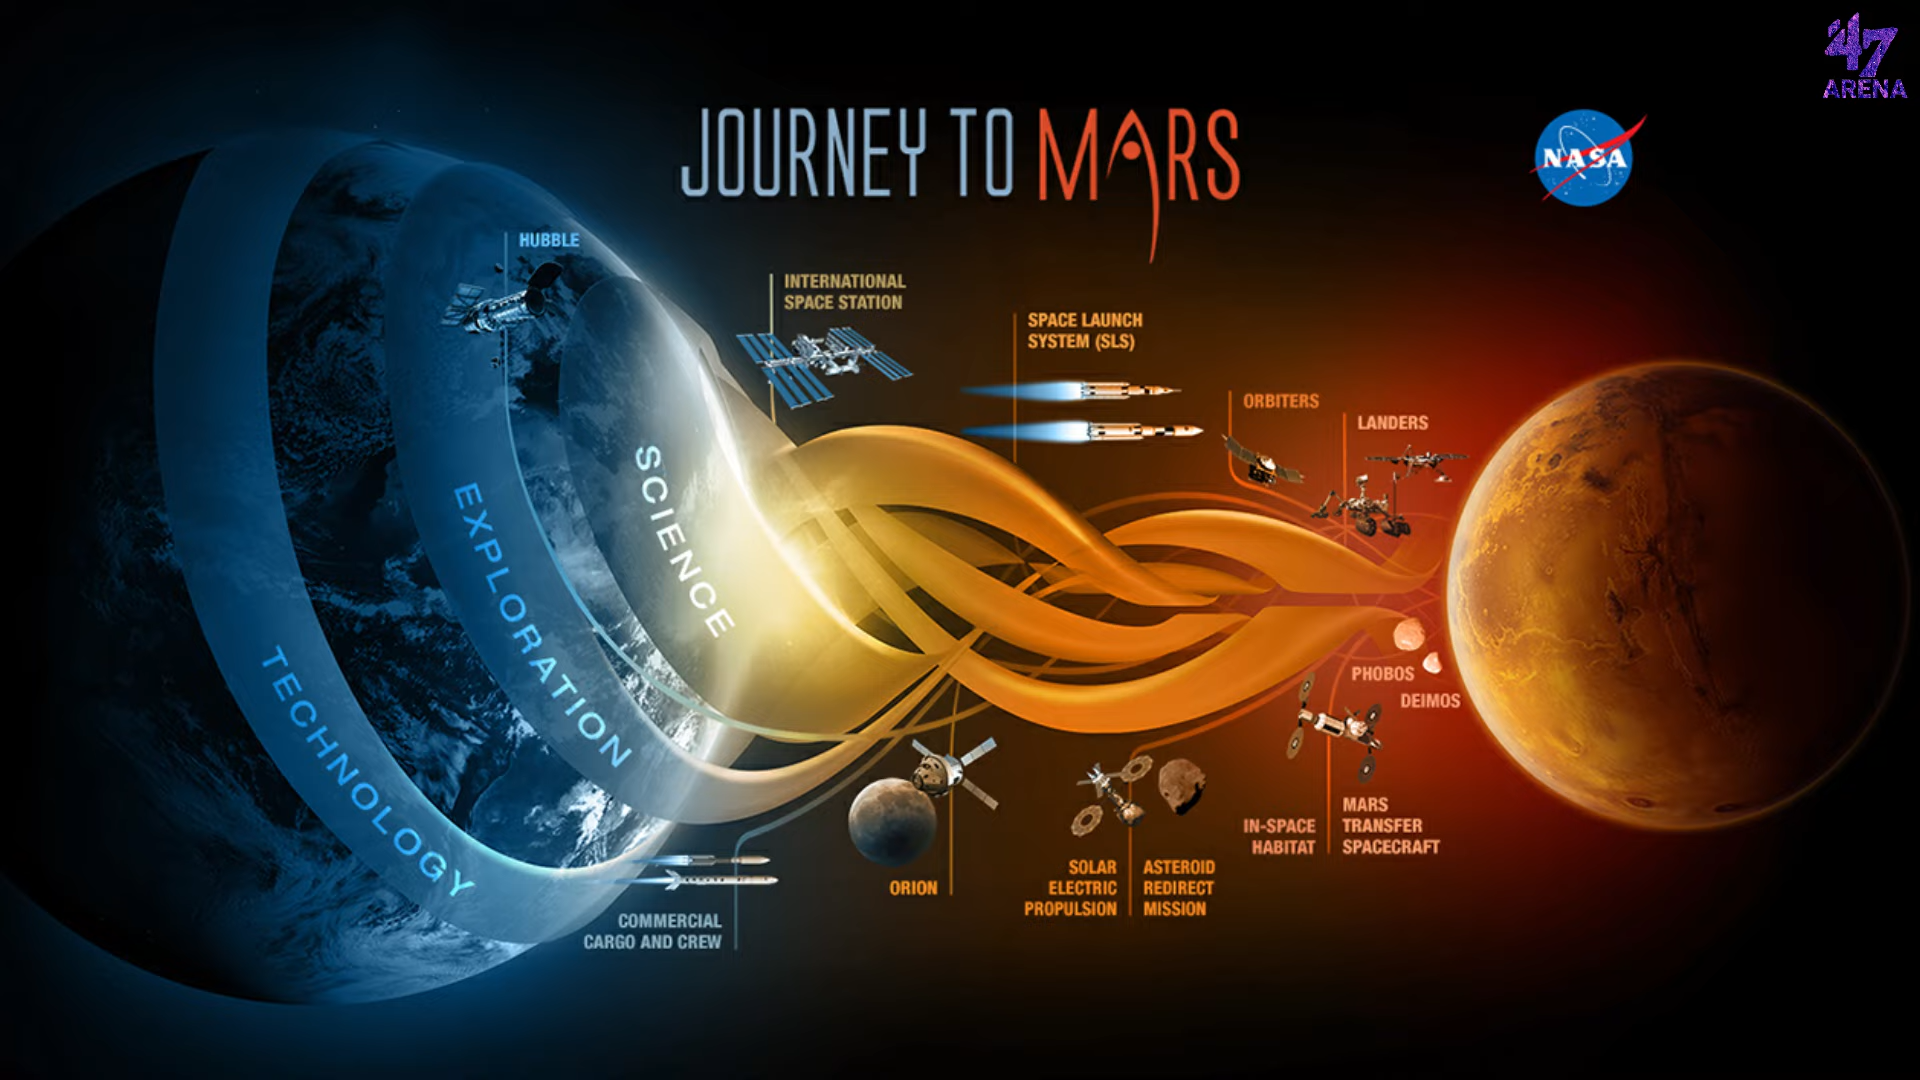 47
ARENA
JOURNEY TO MARS
NASA
HUBBLE
INTERNATIONAL
SPACE STATION
SPACE LAUNCH
SYSTEM (SLS)
ORBITERS
LANDERS
SCIENCE
EXPLORATION
TECHNOLOGY
PHOBOS
DEIMOS
COMMERCIAL
CARGO AND CREW
ORION
SOLAR
ELECTRIC
PROPULSION
ASTEROID
REDIRECT
MISSION
IN-SPACE
HABITAT
MARS
TRANSFER
SPACECRAFT